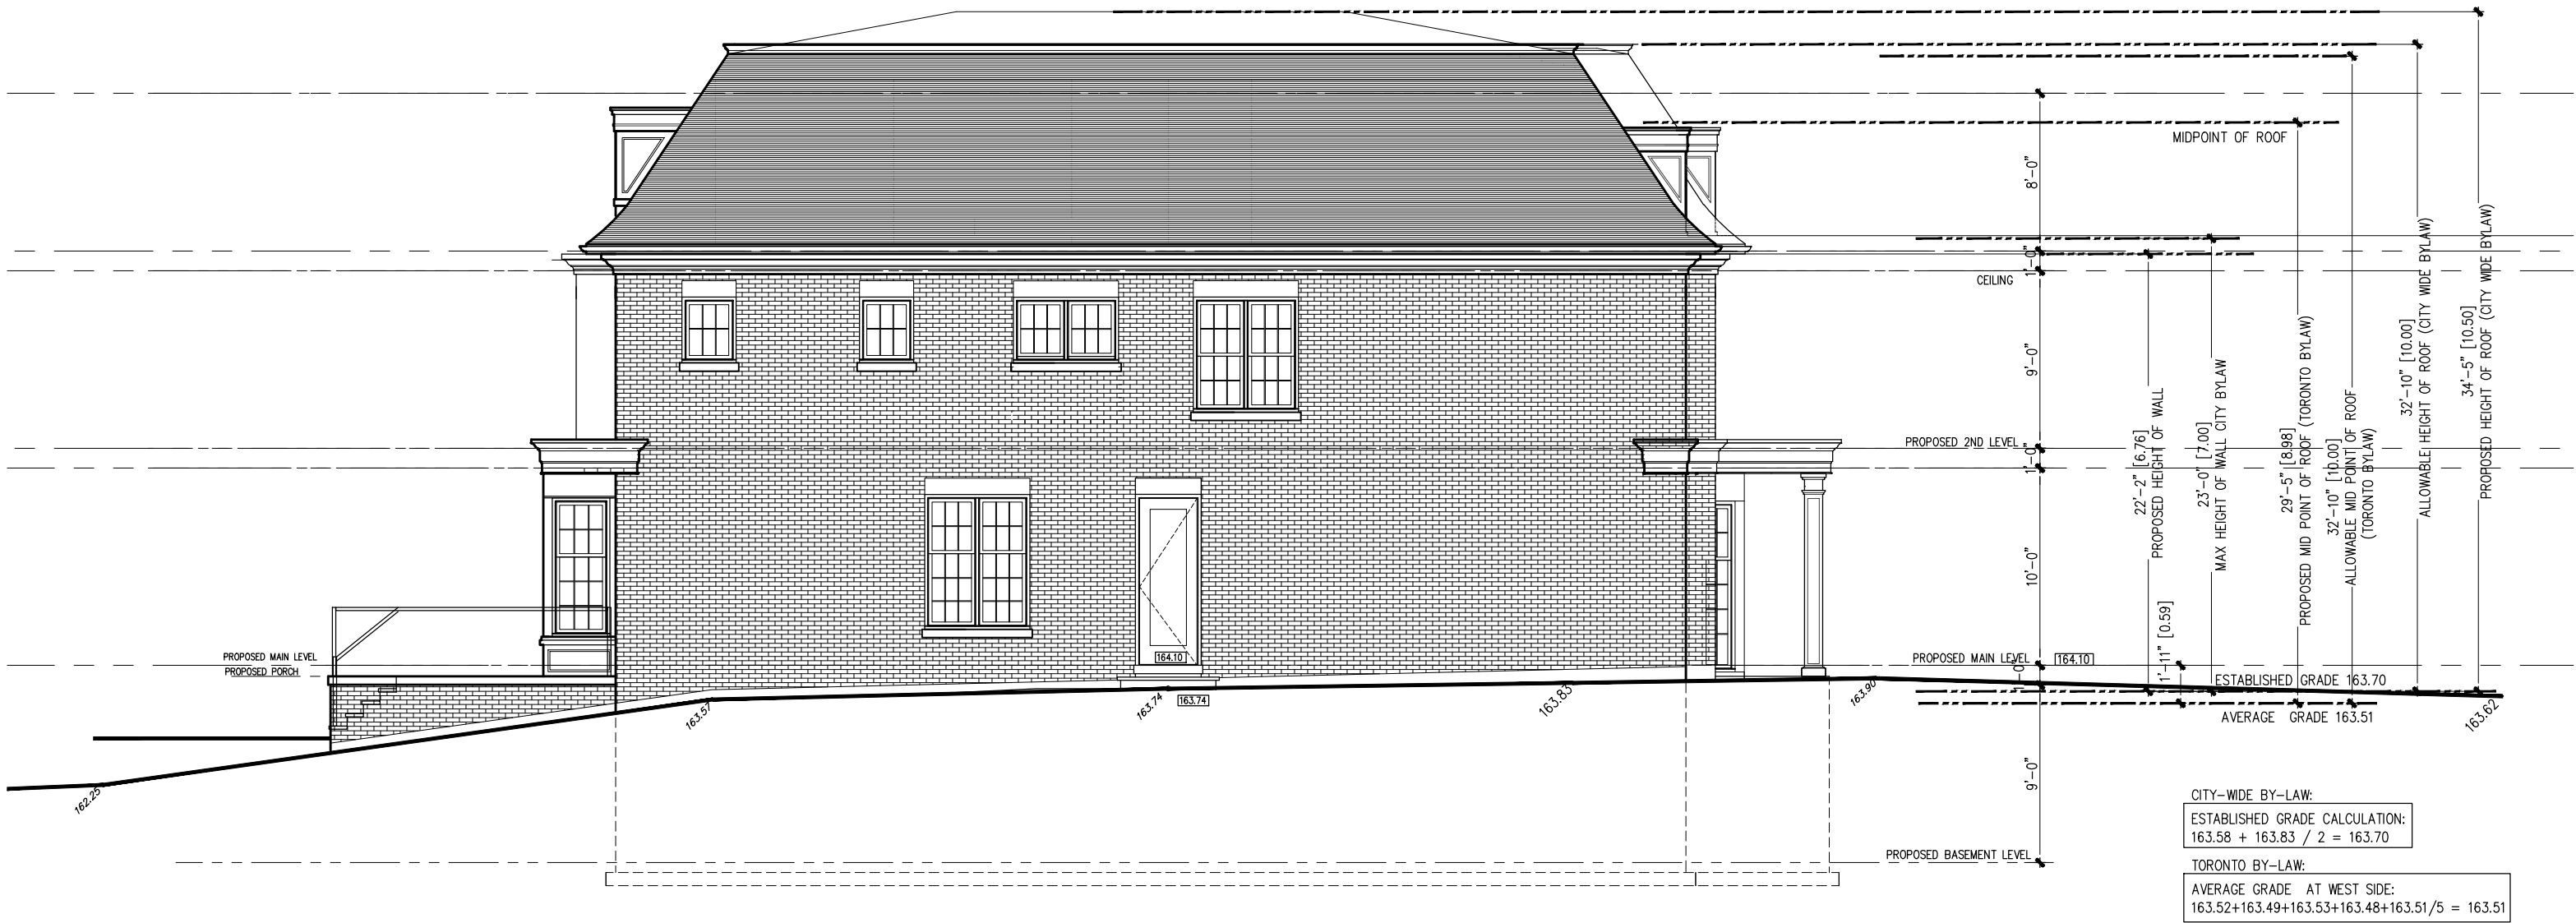 MIDPOINT OF ROOF
8'-0"
1'-0"
CEILING
9'-0"
PROPOSED 2ND LEVEL
1'-0"
10'-0"
22'-2" [6.76]
PROPOSED HEIGHT OF WALL
23'-0" [7.00]
MAX HEIGHT OF WALL CITY BYLAW
29'-5" [8.98]
PROPOSED MID POINT OF ROOF (TORONTO BYLAW)
32'-10" [10.00]
ALLOWABLE MID POINT OF ROOF
(TORONTO BYLAW)
32'-10" [10.00]
ALLOWABLE HEIGHT OF ROOF (CITY WIDE BYLAW)
34'-5" [10.50]
PROPOSED HEIGHT OF ROOF (CITY WIDE BYLAW)
1'-11" [0.59]
PROPOSED MAIN LEVEL
PROPOSED PORCH
164.10
PROPOSED MAIN LEVEL
164.10
1'-0"
ESTABLISHED GRADE 163.70
AVERAGE GRADE 163.51
162.25
163.57
163.74
163.74
163.83
163.90
163.62
9'-0"
PROPOSED BASEMENT LEVEL
CITY-WIDE BY-LAW:
ESTABLISHED GRADE CALCULATION:
163.58 + 163.83 / 2 = 163.70
TORONTO BY-LAW:
AVERAGE GRADE AT WEST SIDE:
163.52+163.49+163.53+163.48+163.51/5 = 163.51